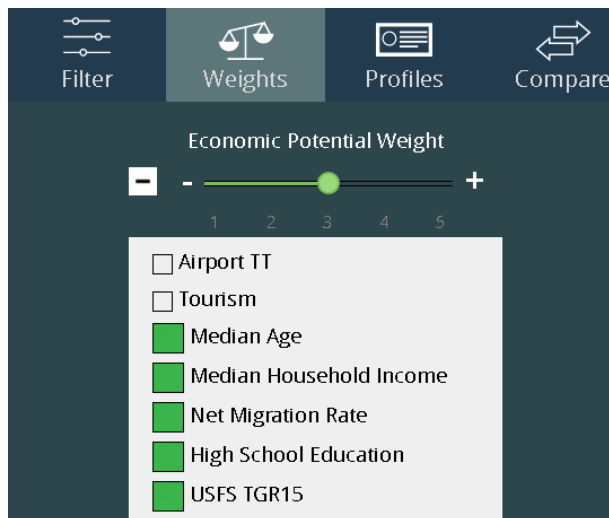 Filter Weights Profiles Compare
Economic Potential Weight
- - +
1 2 3 4 5
Airport TT
Tourism
Median Age
Median Household Income
Net Migration Rate
High School Education
USFS TGR15